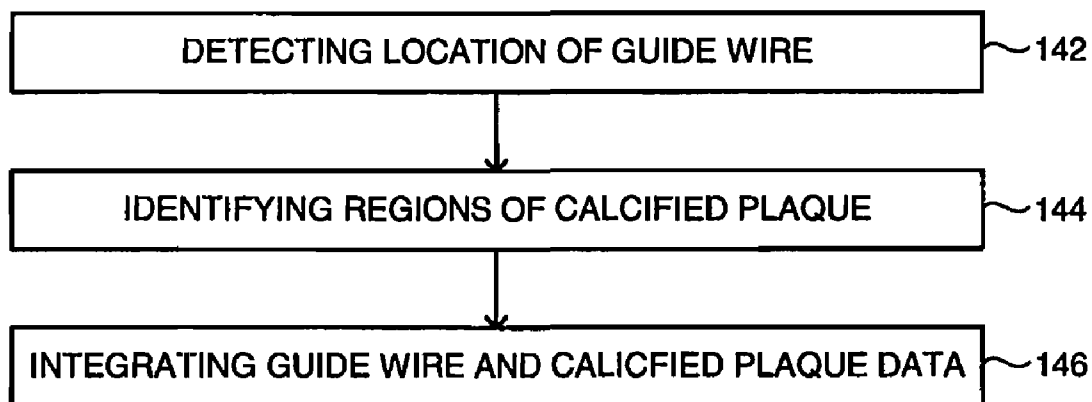 DETECTING LOCATION OF GUIDE WIRE 142
IDENTIFYING REGIONS OF CALCIFIED PLAQUE 144
INTEGRATING GUIDE WIRE AND CALICFIED PLAQUE DATA 146